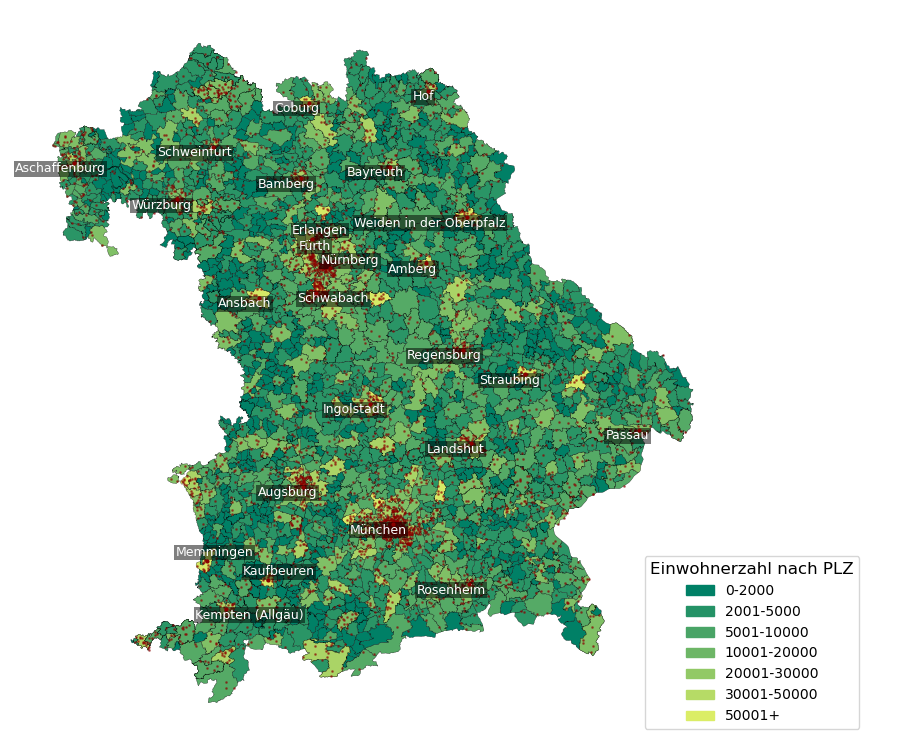 Hof
Coburg
Schweinfurt
Aschaffenburg
Bayreuth
Bamberg
Würzburg
Weiden in der Oberpfalz
Erlangen
Fürth
Nürnberg
Amberg
Schwabach
Ansbach
Regensburg
Straubing
Ingolstadt
Passau
Landshut
Augsburg
München
Memmingen
Kaufbeuren
Rosenheim
Kempten (Allgäu)
Einwohnerzahl nach PLZ
0-2000
2001-5000
5001-10000
10001-20000
20001-30000
30001-50000
50001+